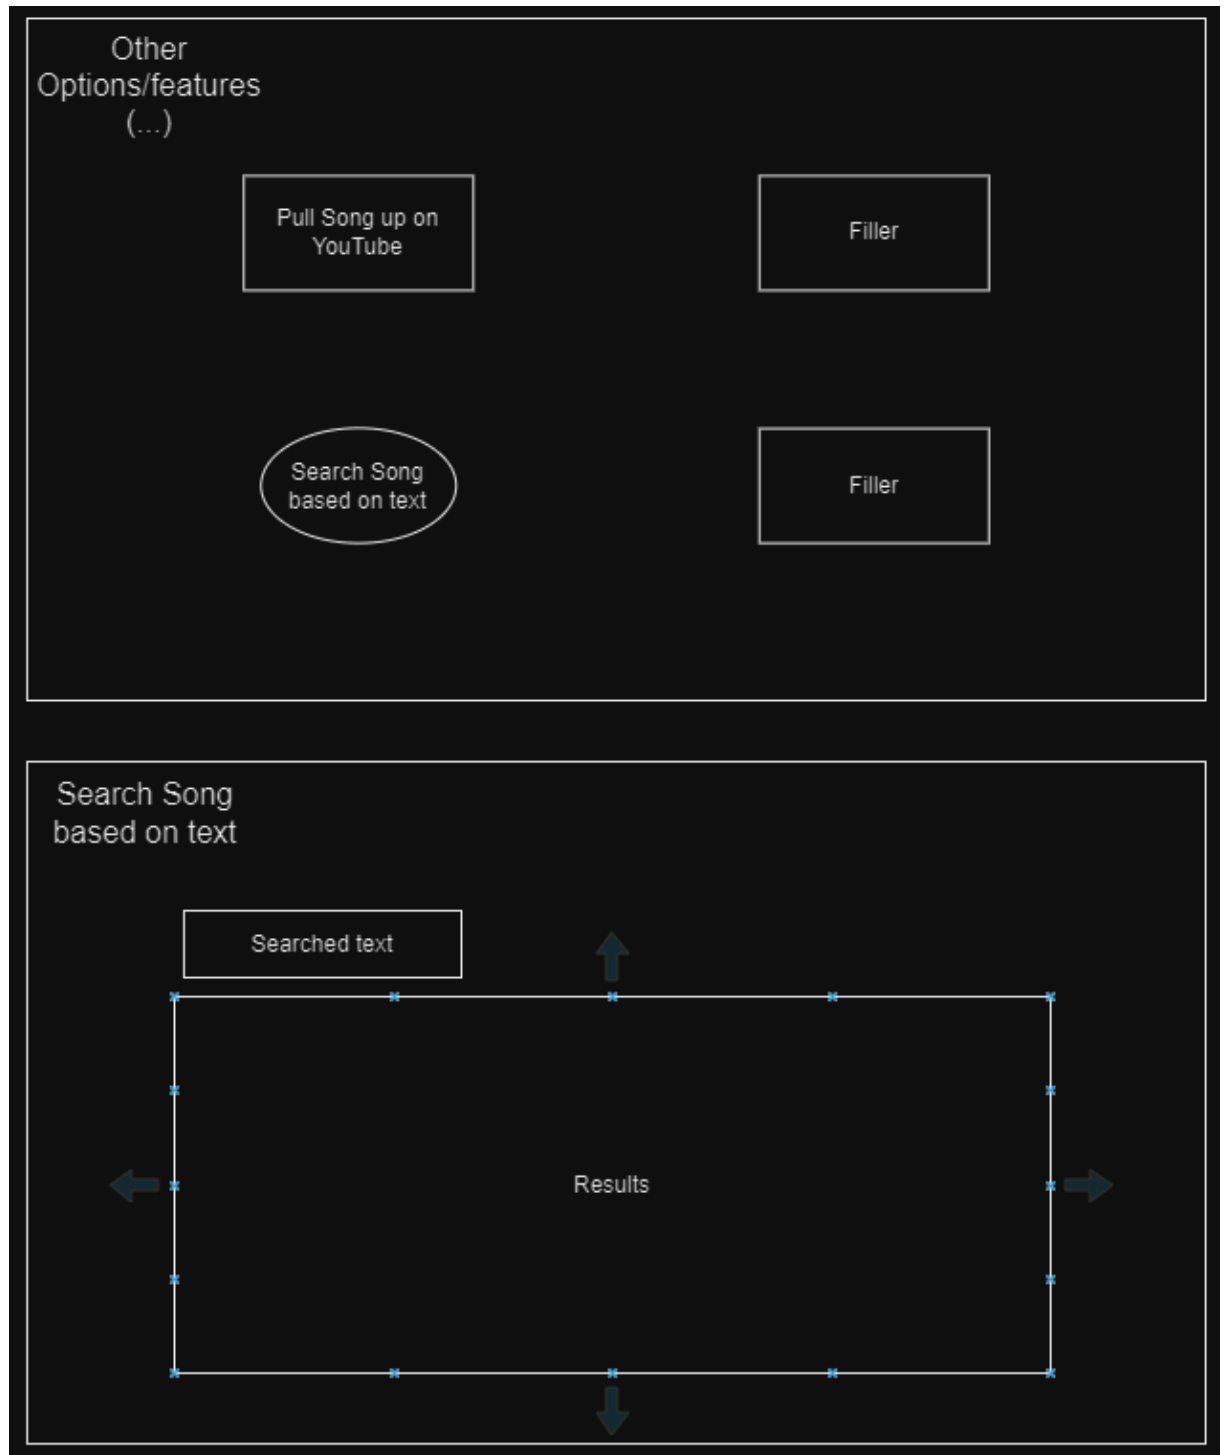 Other
Options/features
(...)
Pull Song up on
YouTube
Filler
Search Song
based on text
Filler
Search Song
based on text
Searched text
Results